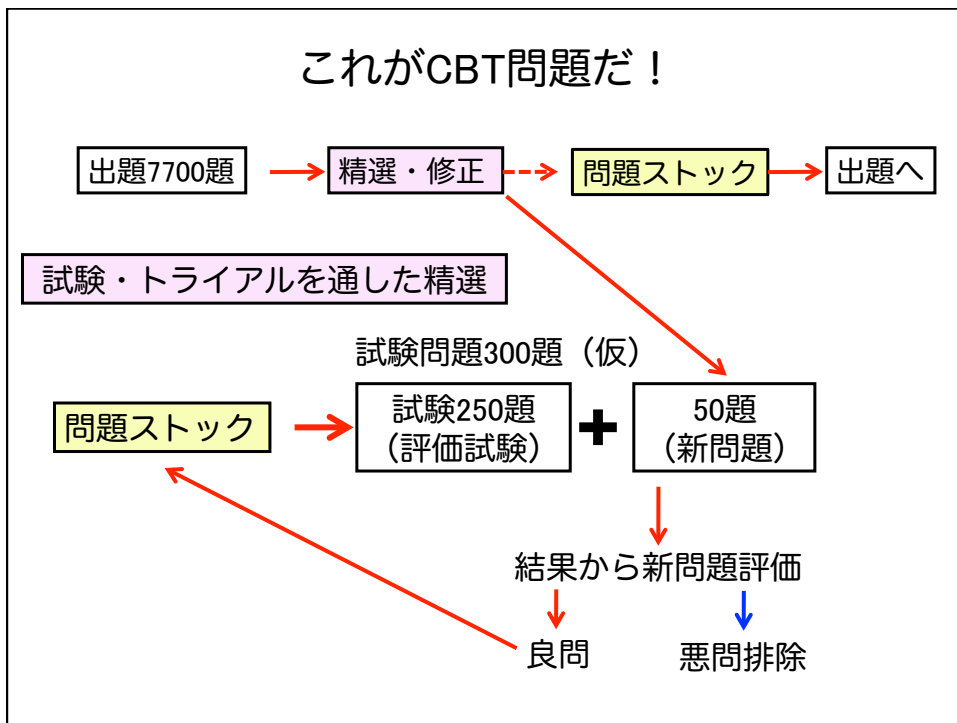 これがCBT問題だ！
出題7700題
精選・修正
問題ストック
出題へ
試験・トライアルを通した精選
試験問題300題（仮）
問題ストック
試験250題
（評価試験）
50題
（新問題）
結果から新問題評価
良問
悪問排除